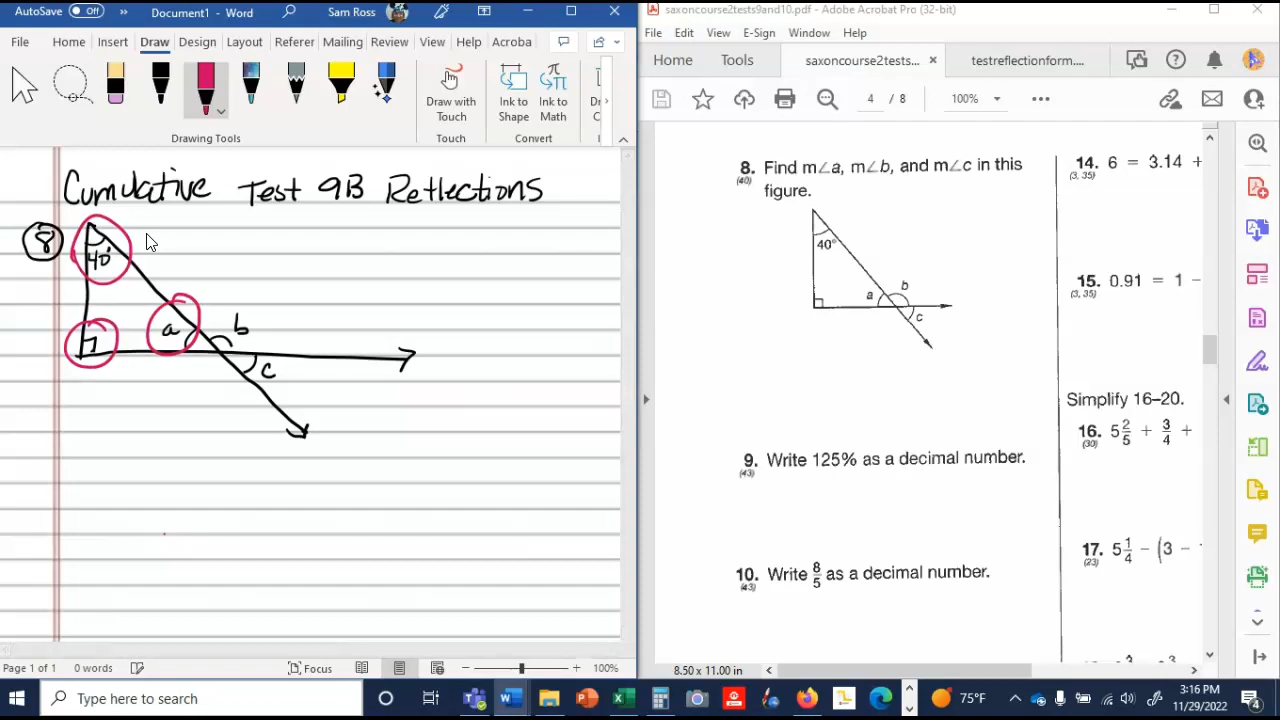 AutoSave Off Document1 - Word Sam Ross
File Home Insert Draw Design Layout Referer Mailing Review View Help Acroba
Draw with Touch
Ink to Shape
Ink to Math
Drawing Tools Touch Convert
Cumulative Test 9B Reflections
8
40°
a b
c
Page 1 of 1 0 words Focus 100%
saxoncourse2tests9and10.pdf - Adobe Acrobat Pro (32-bit)
File Edit View E-Sign Window Help
Home Tools saxoncourse2tests... testreflectionform....
4 / 8 100%
8. Find m∠a, m∠b, and m∠c in this
(40) figure.
40°
a b
c
9. Write 125% as a decimal number.
(43)
10. Write 8/5 as a decimal number.
(43)
14. 6 = 3.14 +
(3, 35)
15. 0.91 = 1 –
(3, 35)
Simplify 16–20.
16. 5 2/5 + 3/4 +
(30)
17. 5 1/4 – (3 –
(23)
8.50 x 11.00 in
Type here to search 75°F 3:16 PM
11/29/2022
4